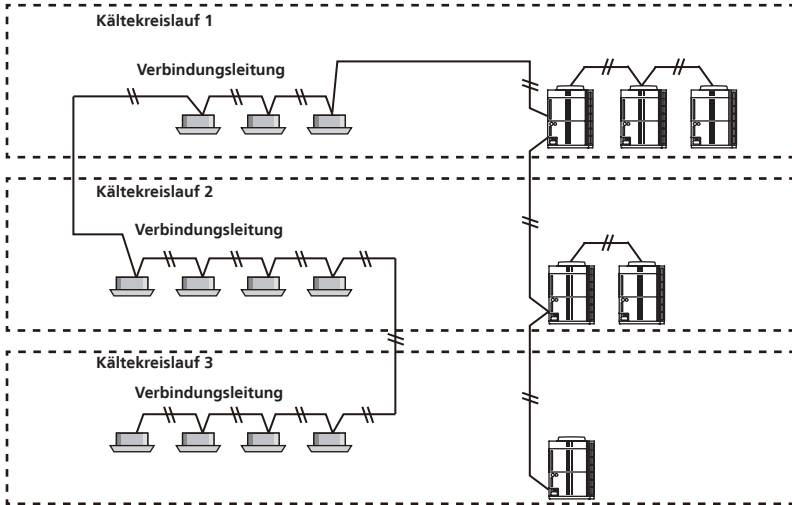 Kältekreislauf 1
Verbindungsleitung
Kältekreislauf 2
Verbindungsleitung
Kältekreislauf 3
Verbindungsleitung